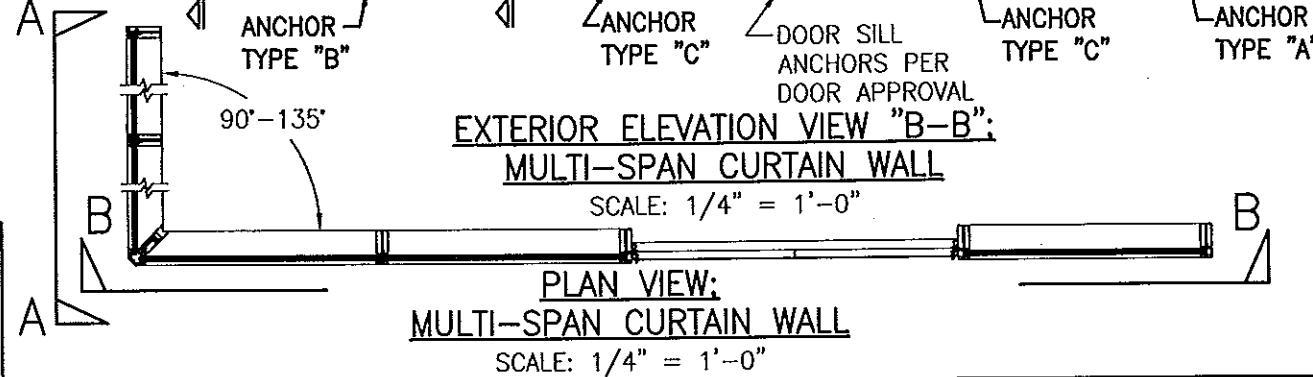 A
ANCHOR
TYPE "B"
ANCHOR
TYPE "C"
DOOR SILL
ANCHORS PER
DOOR APPROVAL
ANCHOR
TYPE "C"
ANCHOR
TYPE "A"
90°-135°
EXTERIOR ELEVATION VIEW "B-B";
MULTI-SPAN CURTAIN WALL
SCALE: 1/4" = 1'-0"
B
B
A
PLAN VIEW;
MULTI-SPAN CURTAIN WALL
SCALE: 1/4" = 1'-0"